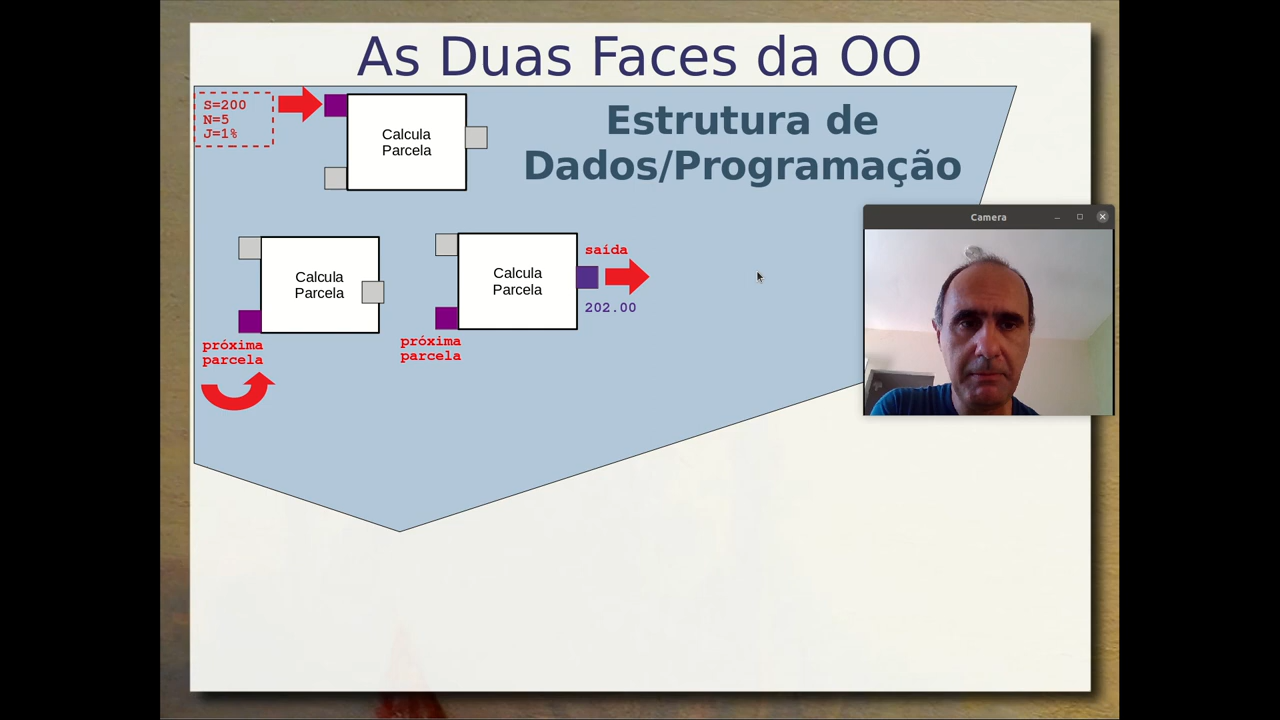 As Duas Faces da OO
S=200
N=5
J=1%
Calcula
Parcela
Estrutura de
Dados/Programação
Camera
Calcula
Parcela
próxima
parcela
Calcula
Parcela
próxima
parcela
saída
202.00